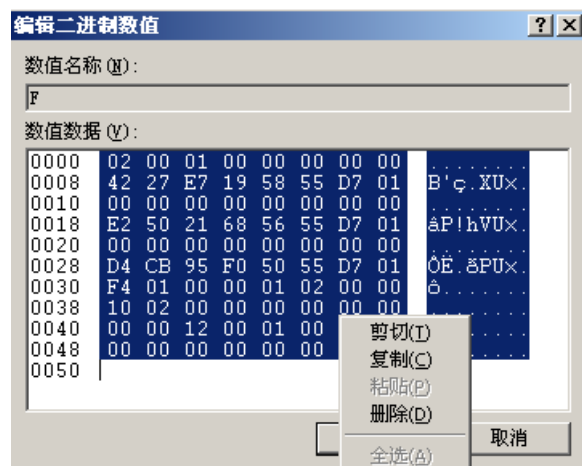 编辑二进制数值
? ×
数值名称(N):
F
数值数据(V):
0000 02 00 01 00 00 00 00 00 ........
0008 42 27 E7 19 58 55 D7 01 B'ç.XU×.
0010 00 00 00 00 00 00 00 00 ........
0018 E2 50 21 68 56 55 D7 01 âP!hVU×.
0020 00 00 00 00 00 00 00 00 ........
0028 D4 CB 95 F0 50 55 D7 01 ÔË.ðPU×.
0030 F4 01 00 00 01 02 00 00 ô.......
0038 10 02 00 00 00 00 00 00 ........
0040 00 00 12 00 01 00
0048 00 00 00 00 00 00
0050
剪切(T)
复制(C)
粘贴(P)
删除(D)
全选(A)
取消